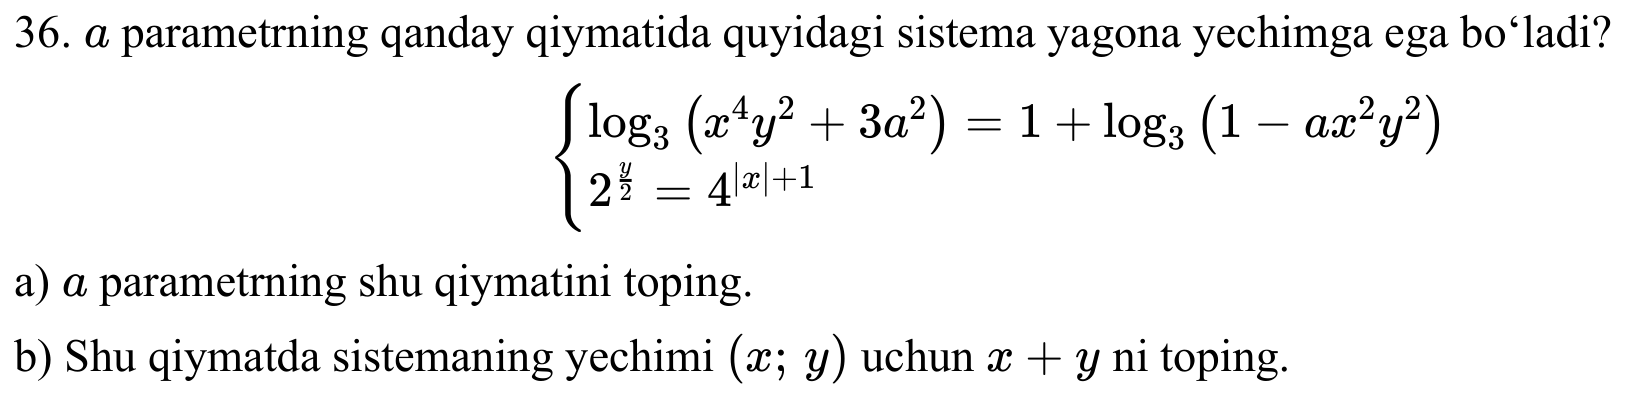 36. a parametrning qanday qiymatida quyidagi sistema yagona yechimga ega bo‘ladi?
{ log₃ (x⁴y² + 3a²) = 1 + log₃ (1 − ax²y²)
2^(y/2) = 4^(|x|+1)
a) a parametrning shu qiymatini toping.
b) Shu qiymatda sistemaning yechimi (x; y) uchun x + y ni toping.